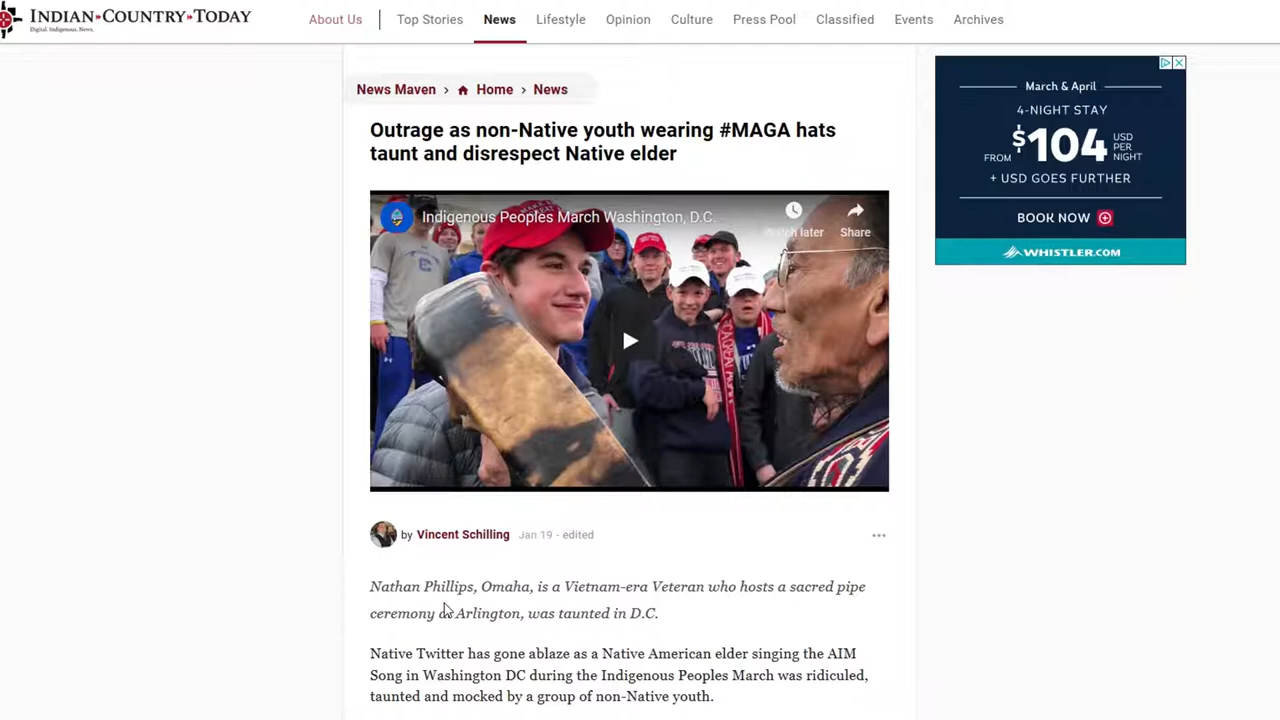 INDIAN COUNTRY TODAY
Digital. Indigenous. News.
About Us
Top Stories
News
Lifestyle
Opinion
Culture
Press Pool
Classified
Events
Archives
News Maven › Home › News
Outrage as non-Native youth wearing #MAGA hats
taunt and disrespect Native elder
Indigenous Peoples March Washington, D.C.
Watch later
Share
by Vincent Schilling Jan 19 - edited
Nathan Phillips, Omaha, is a Vietnam-era Veteran who hosts a sacred pipe
ceremony at Arlington, was taunted in D.C.
Native Twitter has gone ablaze as a Native American elder singing the AIM
Song in Washington DC during the Indigenous Peoples March was ridiculed,
taunted and mocked by a group of non-Native youth.
March & April
4-NIGHT STAY
FROM $104 USD PER NIGHT
+ USD GOES FURTHER
BOOK NOW
WHISTLER.COM